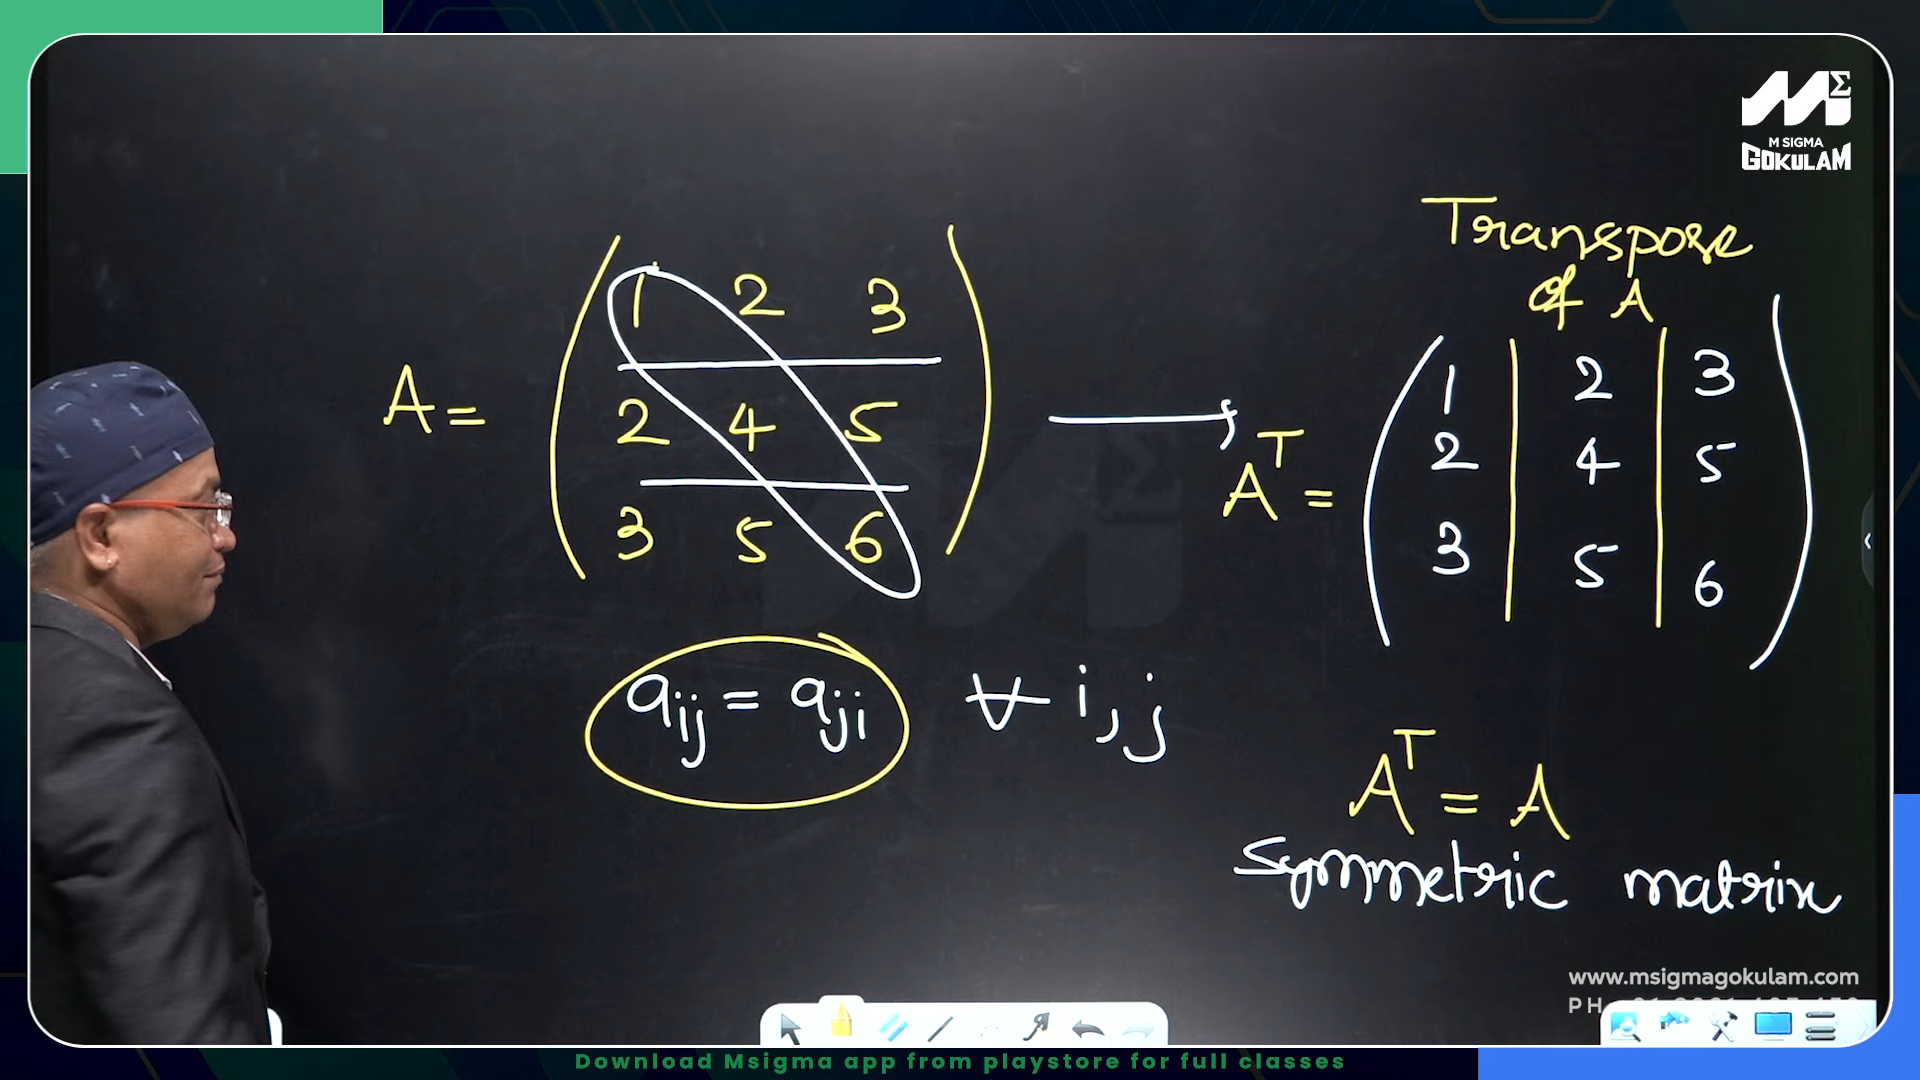 M Σ
M SIGMA
GOKULAM
Transpose
of A
A = ( 1 2 3
2 4 5
3 5 6 )
Aᵀ = ( 1 2 3
2 4 5
3 5 6 )
aij = aji ∀ i, j
Aᵀ = A
Symmetric matrix
www.msigmagokulam.com
PH
Download Msigma app from playstore for full classes